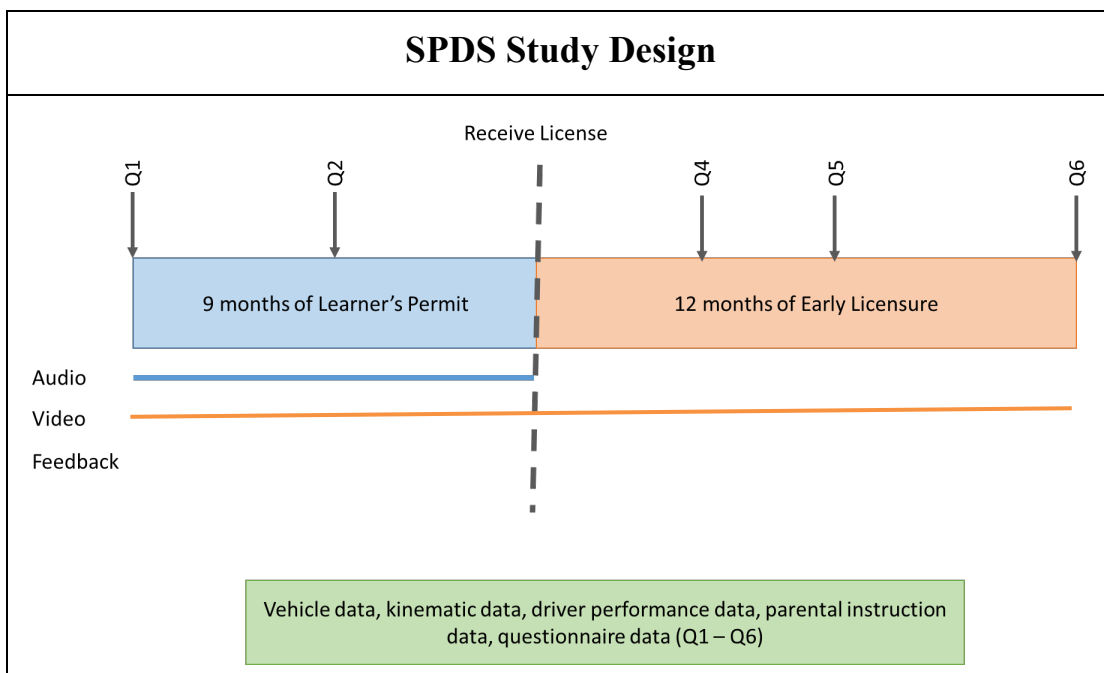 SPDS Study Design
Receive License
Q1
Q2
Q4
Q5
Q6
9 months of Learner's Permit
12 months of Early Licensure
Audio
Video
Feedback
Vehicle data, kinematic data, driver performance data, parental instruction
data, questionnaire data (Q1 – Q6)